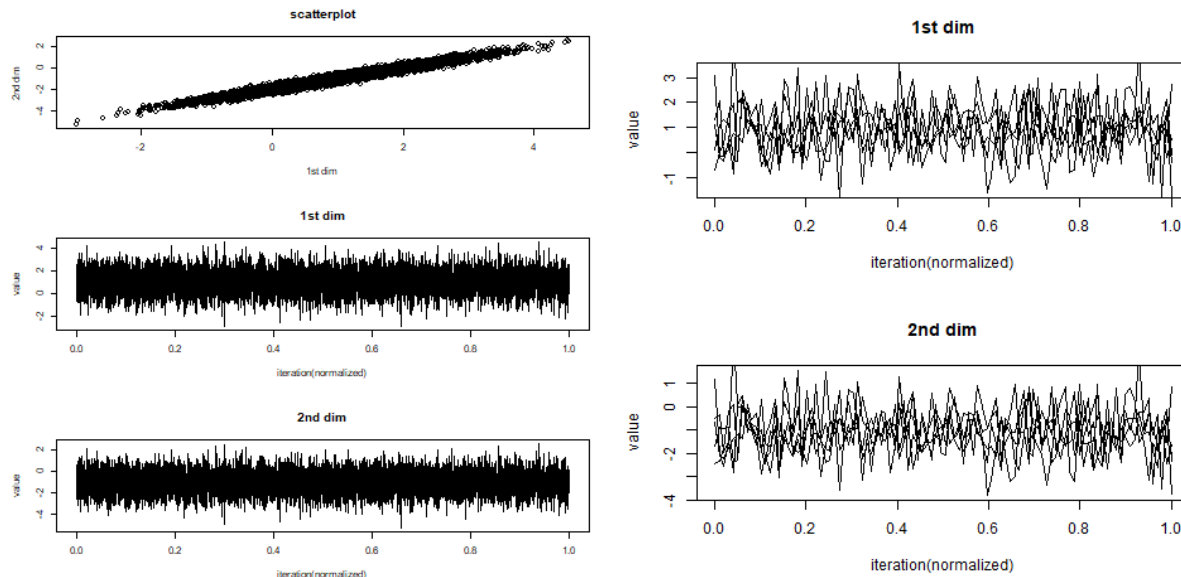 scatterplot
2nd dim
2
0
-2
-4
-2 0 2 4
1st dim
1st dim
value
4
2
0
-2
0.0 0.2 0.4 0.6 0.8 1.0
iteration(normalized)
2nd dim
value
2
0
-2
-4
0.0 0.2 0.4 0.6 0.8 1.0
iteration(normalized)
1st dim
value
3
2
1
-1
0.0 0.2 0.4 0.6 0.8 1.0
iteration(normalized)
2nd dim
value
1
0
-2
-4
0.0 0.2 0.4 0.6 0.8 1.0
iteration(normalized)